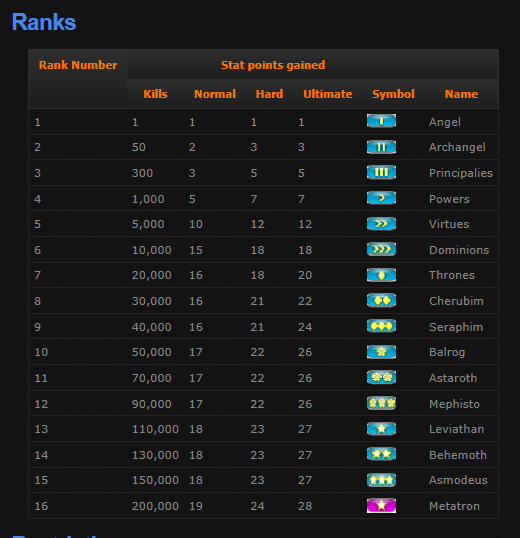 Ranks
Rank Number Stat points gained
Kills Normal Hard Ultimate Symbol Name
1 1 1 1 1 Angel
2 50 2 3 3 Archangel
3 300 3 5 5 Principalies
4 1,000 5 7 7 Powers
5 5,000 10 12 12 Virtues
6 10,000 15 18 18 Dominions
7 20,000 16 18 20 Thrones
8 30,000 16 21 22 Cherubim
9 40,000 16 21 24 Seraphim
10 50,000 17 22 26 Balrog
11 70,000 17 22 26 Astaroth
12 90,000 17 22 26 Mephisto
13 110,000 18 23 27 Leviathan
14 130,000 18 23 27 Behemoth
15 150,000 18 23 27 Asmodeus
16 200,000 19 24 28 Metatron